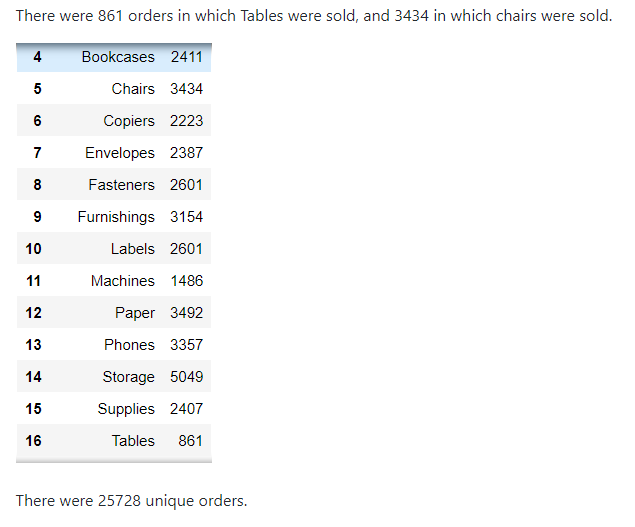 There were 861 orders in which Tables were sold, and 3434 in which chairs were sold.
4 Bookcases 2411
5 Chairs 3434
6 Copiers 2223
7 Envelopes 2387
8 Fasteners 2601
9 Furnishings 3154
10 Labels 2601
11 Machines 1486
12 Paper 3492
13 Phones 3357
14 Storage 5049
15 Supplies 2407
16 Tables 861
There were 25728 unique orders.